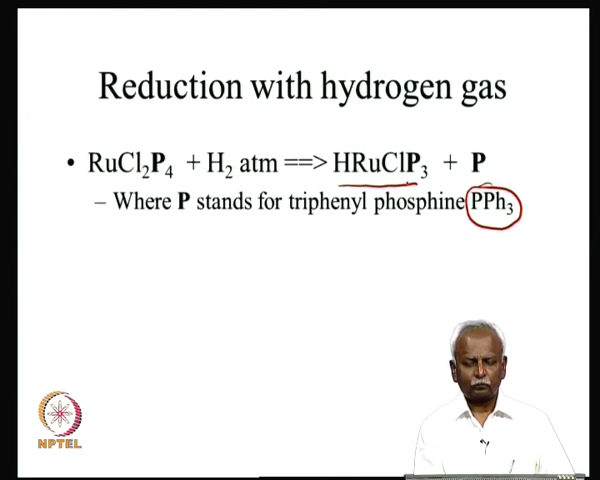 Reduction with hydrogen gas
• RuCl₂P₄ + H₂ atm ==> HRuClP₃ + P
– Where P stands for triphenyl phosphine PPh₃
NPTEL